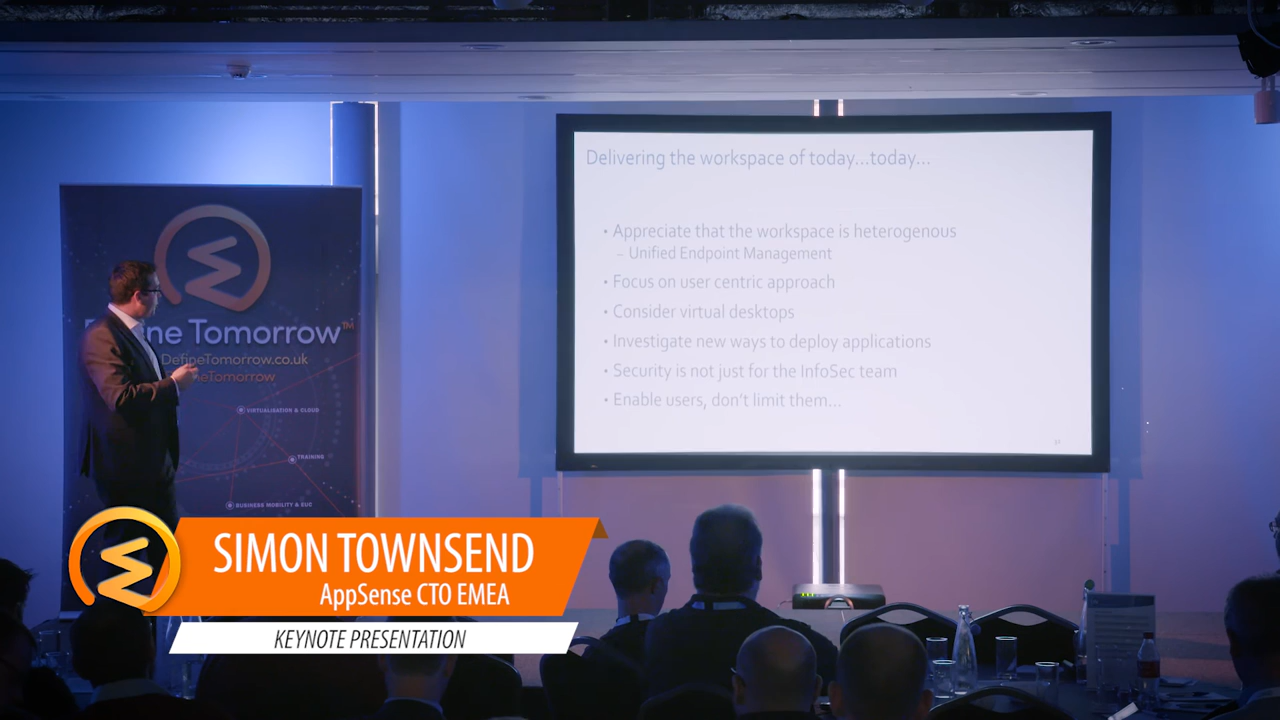 Define Tomorrow™
DefineTomorrow.co.uk
VIRTUALISATION & CLOUD
TRAINING
BUSINESS MOBILITY & EUC
Delivering the workspace of today...today...
• Appreciate that the workspace is heterogenous
– Unified Endpoint Management
• Focus on user centric approach
• Consider virtual desktops
• Investigate new ways to deploy applications
• Security is not just for the InfoSec team
• Enable users, don't limit them...
SIMON TOWNSEND
AppSense CTO EMEA
KEYNOTE PRESENTATION